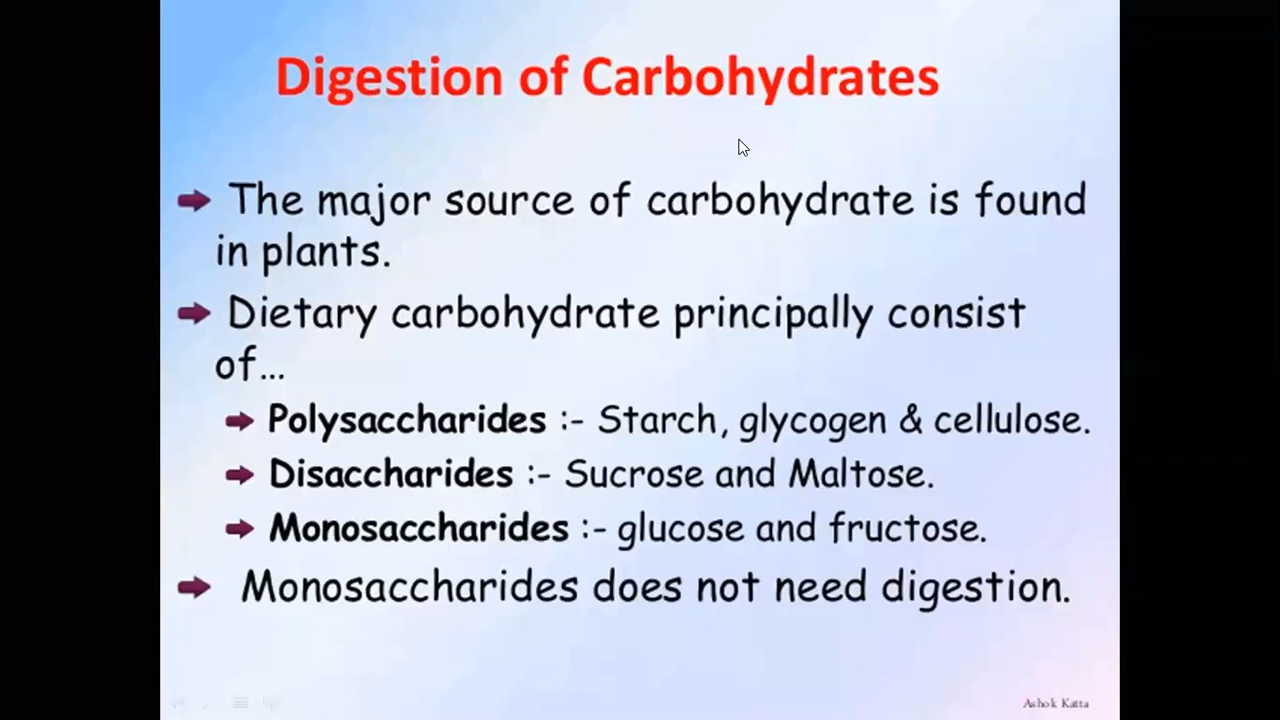 Digestion of Carbohydrates
The major source of carbohydrate is found
in plants.
Dietary carbohydrate principally consist
of...
Polysaccharides :- Starch, glycogen & cellulose.
Disaccharides :- Sucrose and Maltose.
Monosaccharides :- glucose and fructose.
Monosaccharides does not need digestion.
Ashok Katta